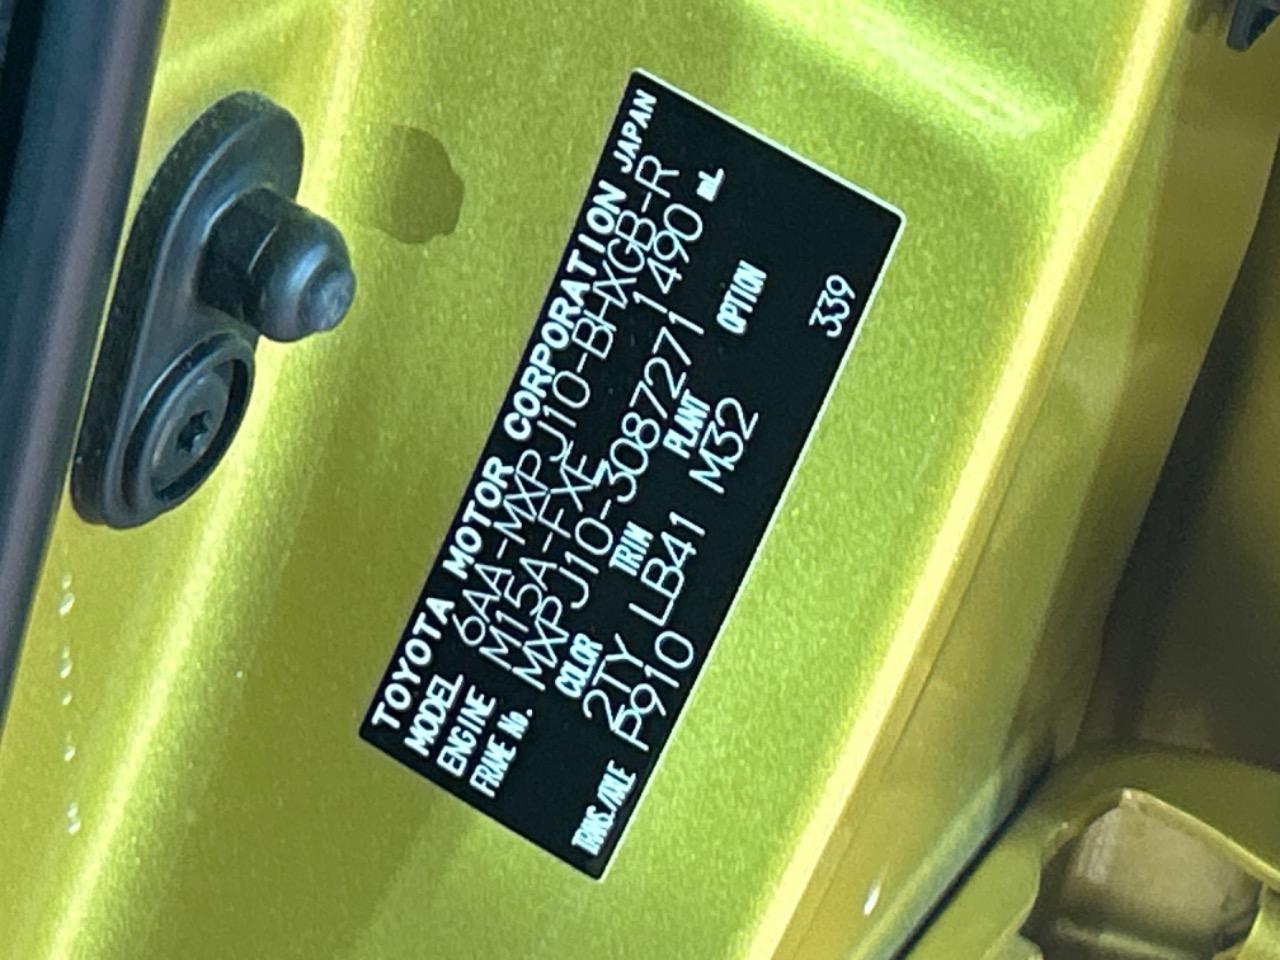 TOYOTA MOTOR CORPORATION JAPAN
MODEL 6AA-MXPJ10-BHXGB-R
ENGINE M15A-FXE 1490 mL
FRAME No. MXPJ10-3087271
COLOR TRIM PLANT OPTION
2TY LB41 M32
TRANS./AXLE P910 339